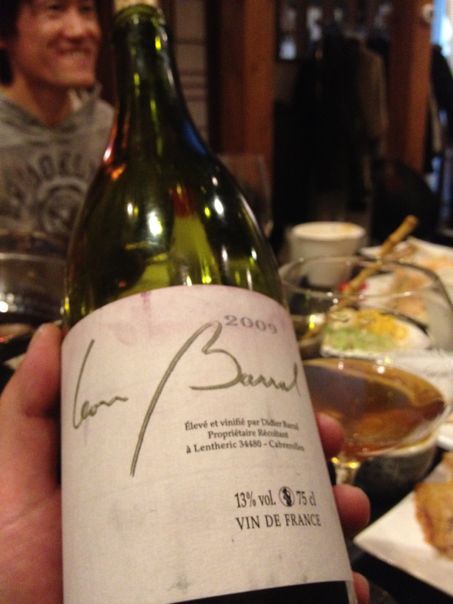 2009
Leon Barral
Élevé et vinifié par Didier Barral
Propriétaire Récoltant
à Lentheric 34480 - Cabrerolles
13% vol. 75 cl
VIN DE FRANCE